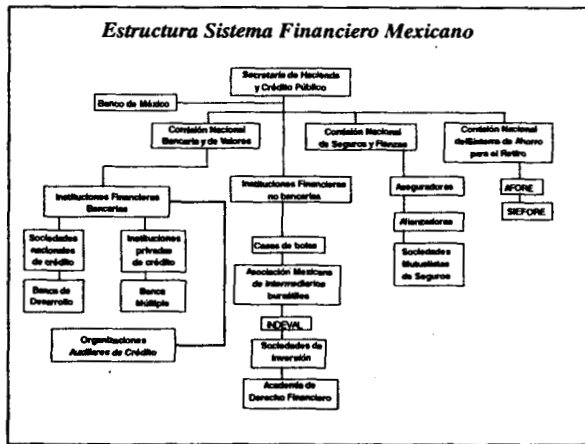 Estructura Sistema Financiero Mexicano
Secretaría de Hacienda
y Crédito Público
Banco de México
Comisión Nacional
Bancaria y de Valores
Comisión Nacional
de Seguros y Fianzas
Comisión Nacional
del Sistema de Ahorro
para el Retiro
Instituciones Financieras
Bancarias
Instituciones Financieras
no bancarias
Aseguradoras
AFORE
SIEFORE
Sociedades
nacionales
de crédito
Instituciones
privadas
de crédito
Casas de bolsa
Afianzadoras
Asociación Mexicana
de Intermediarios
bursátiles
Sociedades
Mutualistas
de Seguros
Banca de
Desarrollo
Banca
Múltiple
INDEVAL
Organizaciones
Auxiliares de Crédito
Sociedades de
Inversión
Academia de
Derecho Financiero